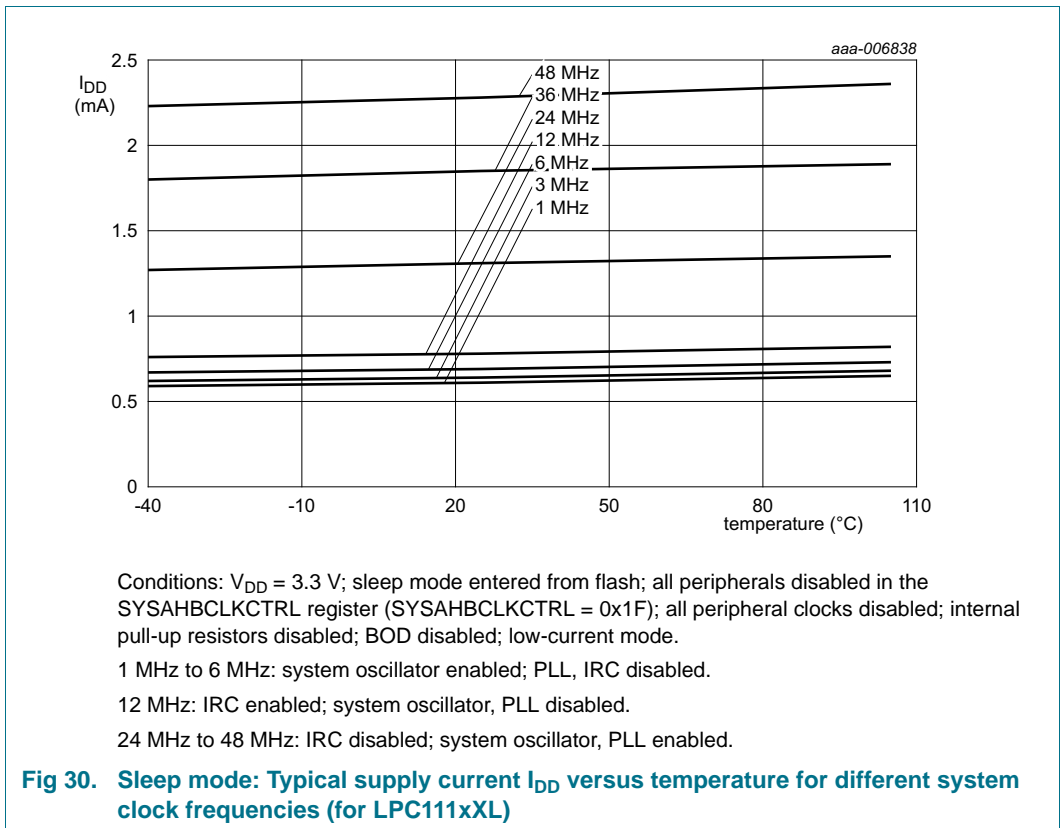 aaa-006838
2.5
I_DD
(mA)
2
1.5
1
0.5
0
48 MHz
36 MHz
24 MHz
12 MHz
6 MHz
3 MHz
1 MHz
-40 -10 20 50 80 110
temperature (°C)
Conditions: V_DD = 3.3 V; sleep mode entered from flash; all peripherals disabled in the
SYSAHBCLKCTRL register (SYSAHBCLKCTRL = 0x1F); all peripheral clocks disabled; internal
pull-up resistors disabled; BOD disabled; low-current mode.
1 MHz to 6 MHz: system oscillator enabled; PLL, IRC disabled.
12 MHz: IRC enabled; system oscillator, PLL disabled.
24 MHz to 48 MHz: IRC disabled; system oscillator, PLL enabled.
Fig 30. Sleep mode: Typical supply current I_DD versus temperature for different system
clock frequencies (for LPC111xXL)